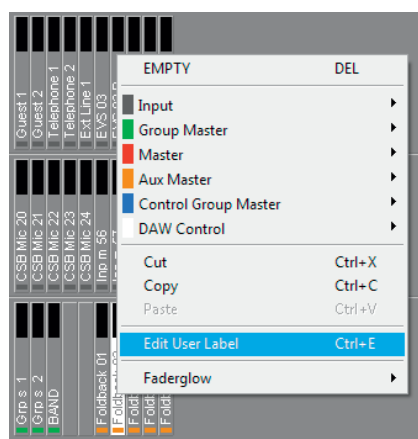 Guest 1
Guest 2
Telephone 1
Telephone 2
Ext Line 1
EVS 03
EMPTY DEL
Input
Group Master
Master
Aux Master
Control Group Master
DAW Control
Cut Ctrl+X
Copy Ctrl+C
Paste Ctrl+V
Edit User Label Ctrl+E
Faderglow
CSB Mic 20
CSB Mic 21
CSB Mic 22
CSB Mic 23
CSB Mic 24
Inp m 56
Grp s 1
Grp s 2
BAND
Foldback 01